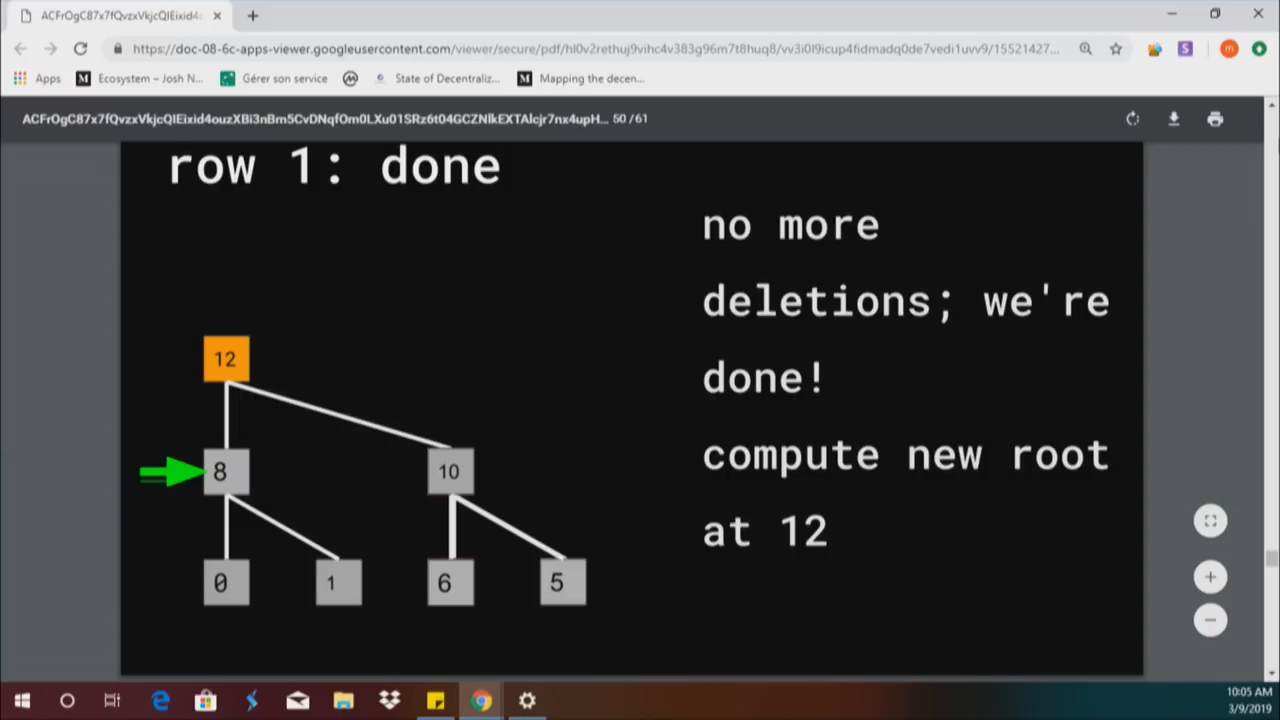 ACFrOgC87x7fQvzxVkjcQIEixid4
https://doc-08-6c-apps-viewer.googleusercontent.com/viewer/secure/pdf/hl0v2rethuj9vihc4v383g96m7t8huq8/vv3i0l9icup4fidmadq0de7vedi1uvv9/15521427...
Apps
Ecosystem – Josh N...
Gérer son service
State of Decentraliz...
Mapping the decen...
ACFrOgC87x7fQvzxVkjcQIEixid4ouzXBi3nBm5CvDNqfOm0LXu01SRz6t04GCZNlkEXTAlcjr7nx4upH... 50 / 61
row 1: done
no more
deletions; we're
done!
compute new root
at 12
12
8
10
0
1
6
5
10:05 AM
3/9/2019